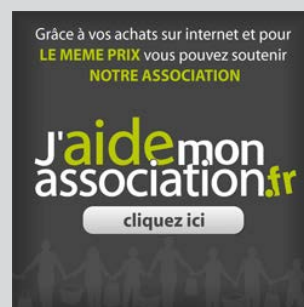 Grâce à vos achats sur internet et pour
LE MEME PRIX vous pouvez soutenir
NOTRE ASSOCIATION
J'aidemon
association.fr
cliquez ici